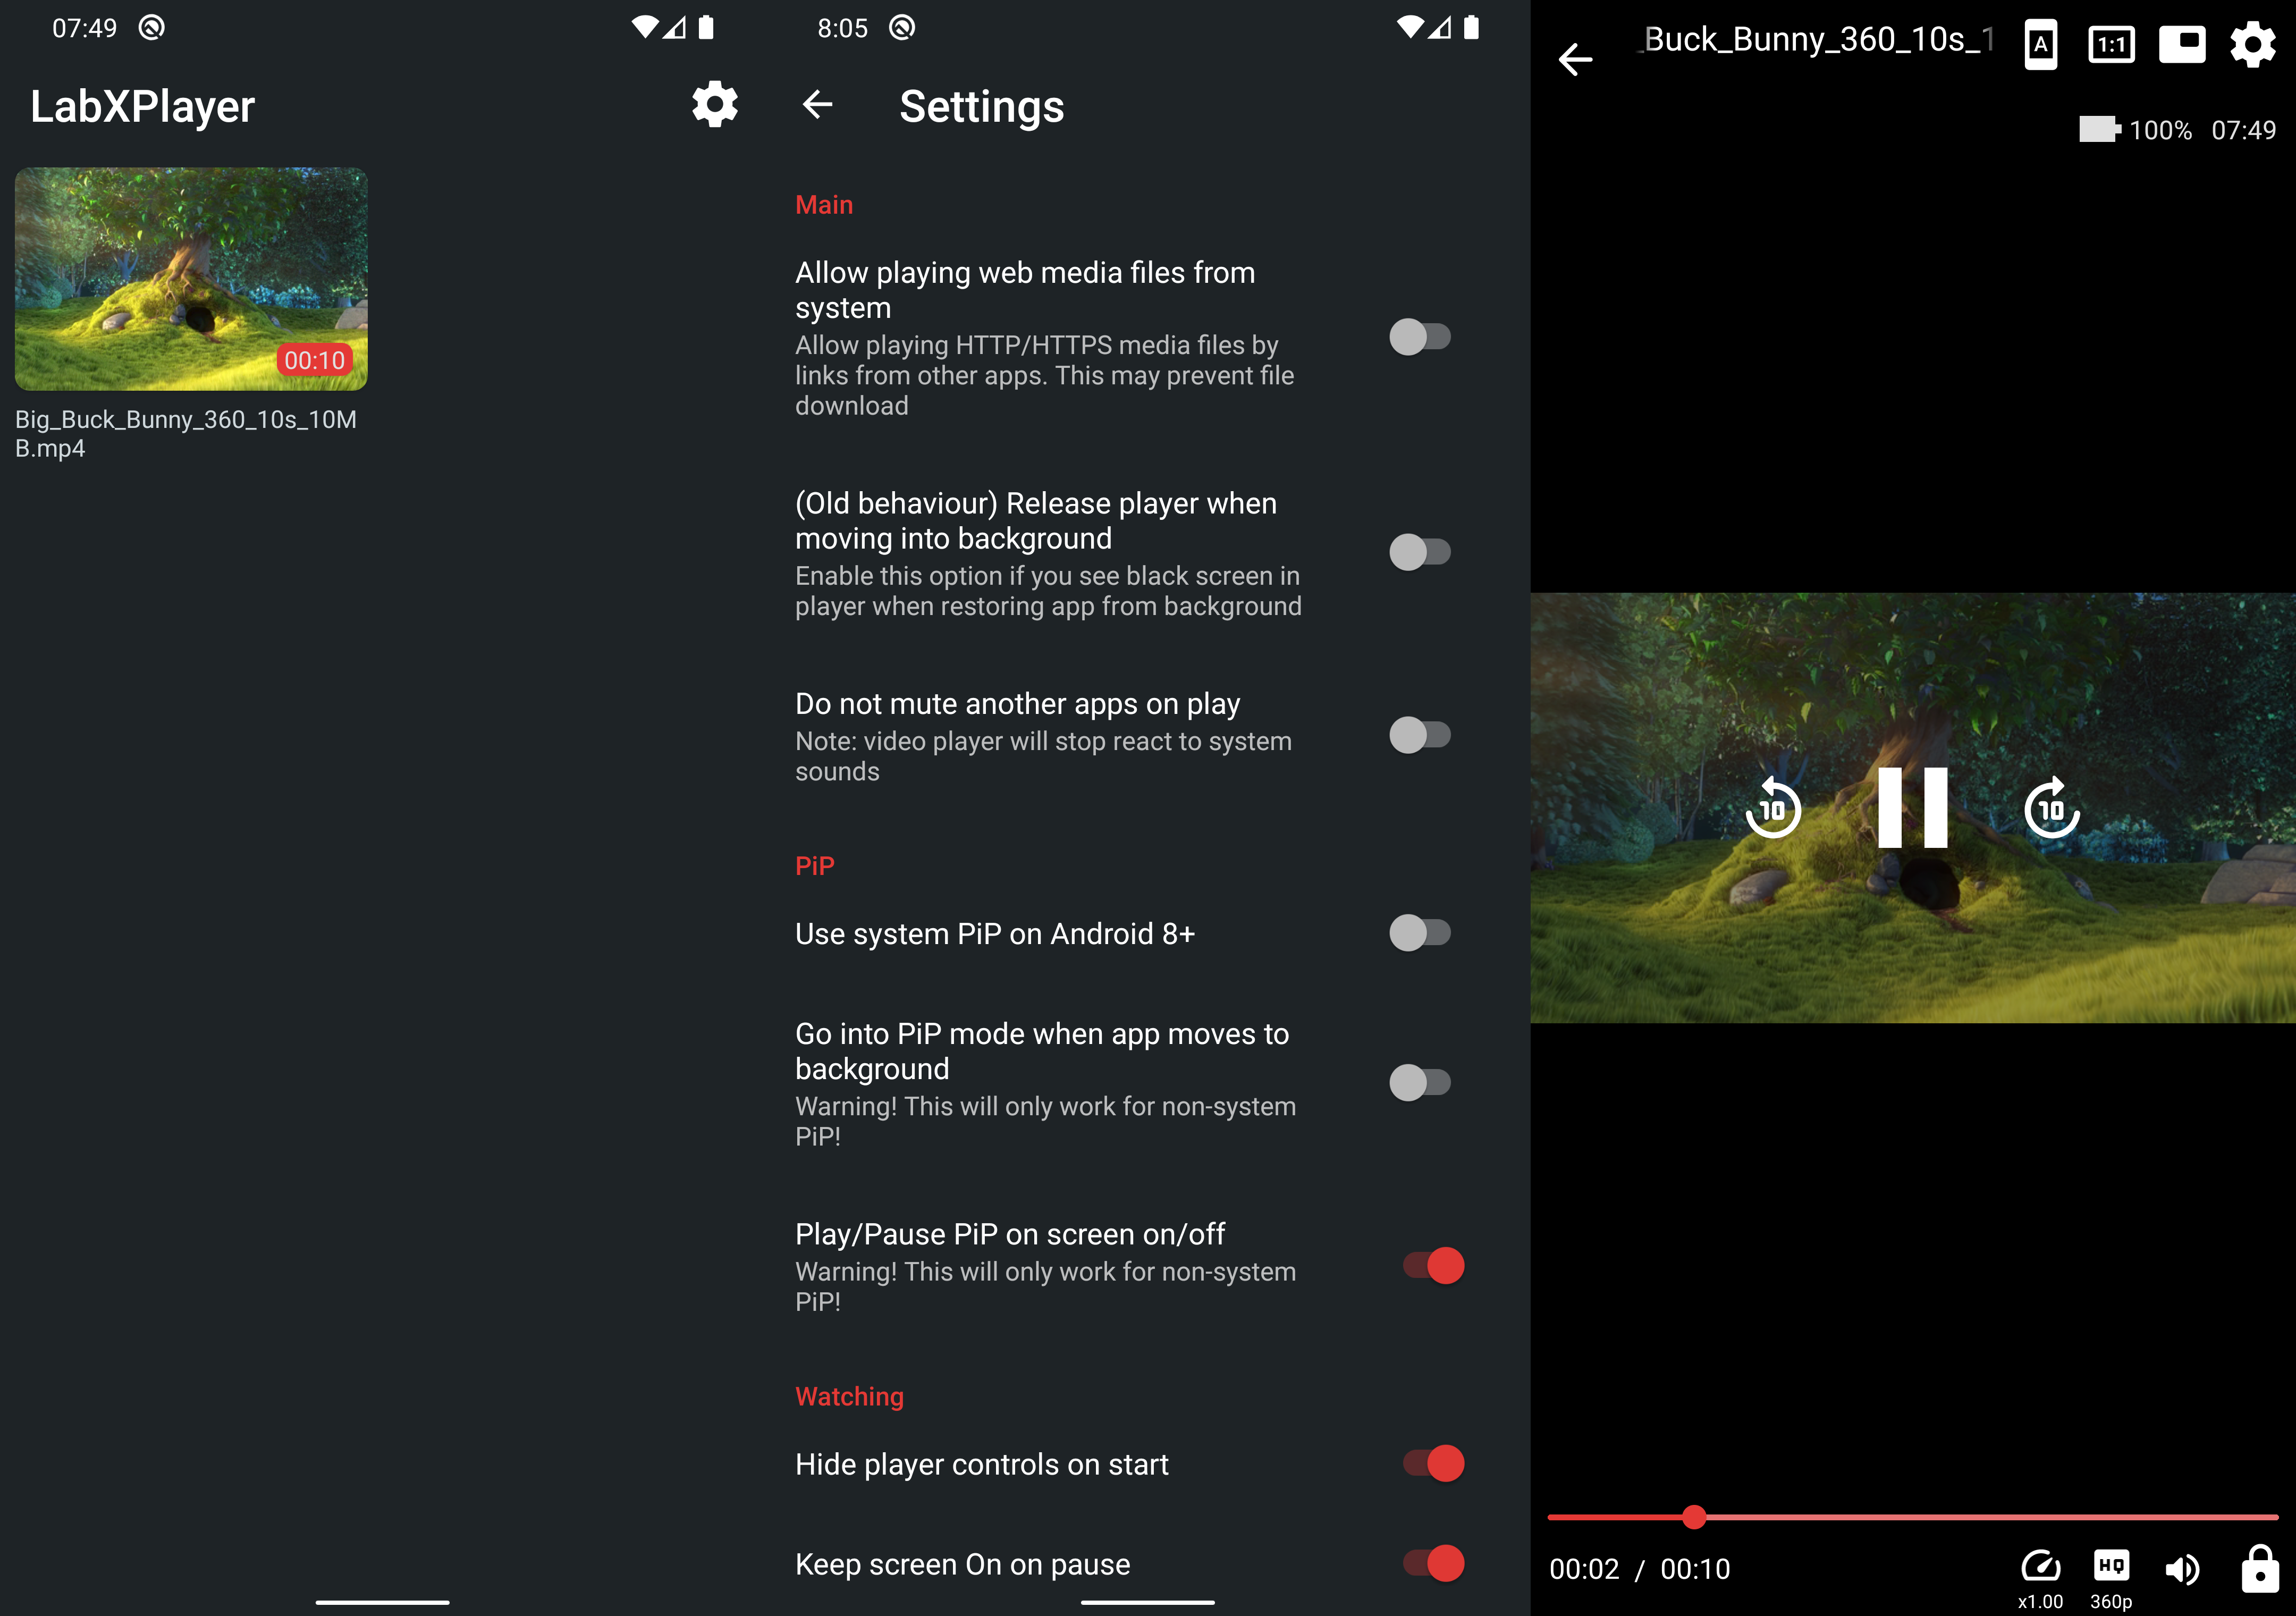 07:49
LabXPlayer
00:10
Big_Buck_Bunny_360_10s_10M
B.mp4
8:05
Settings
Main
Allow playing web media files from
system
Allow playing HTTP/HTTPS media files by
links from other apps. This may prevent file
download
(Old behaviour) Release player when
moving into background
Enable this option if you see black screen in
player when restoring app from background
Do not mute another apps on play
Note: video player will stop react to system
sounds
PiP
Use system PiP on Android 8+
Go into PiP mode when app moves to
background
Warning! This will only work for non-system
PiP!
Play/Pause PiP on screen on/off
Warning! This will only work for non-system
PiP!
Watching
Hide player controls on start
Keep screen On on pause
_Buck_Bunny_360_10s_1
A
1:1
100% 07:49
10
10
00:02 / 00:10
HQ
x1.00
360p